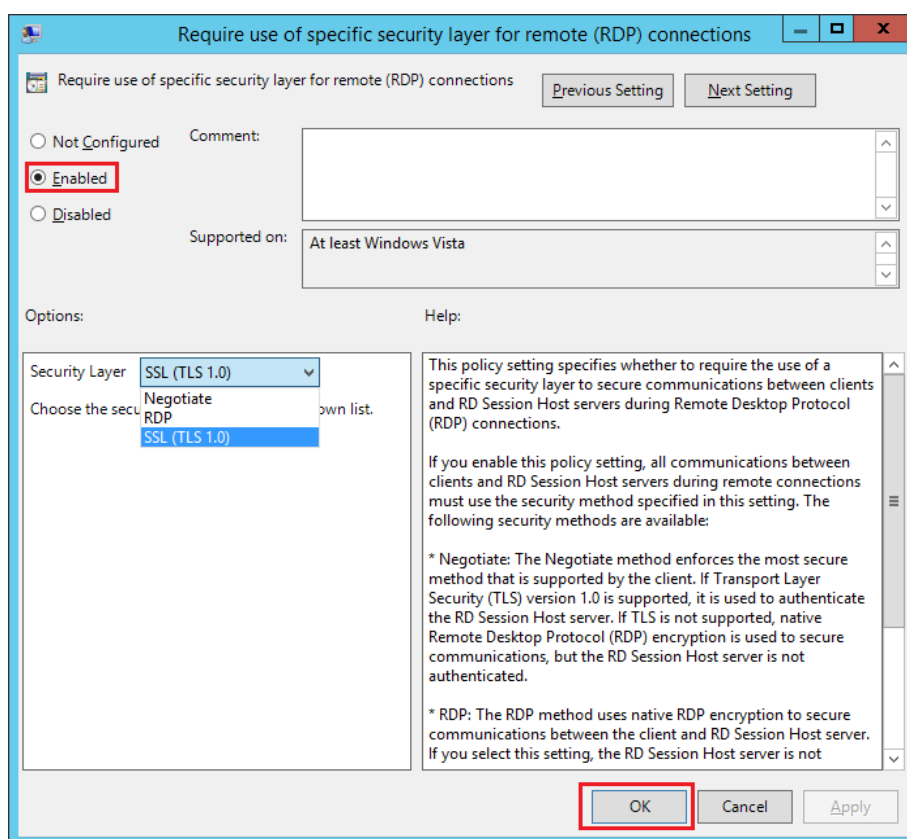 Require use of specific security layer for remote (RDP) connections
Require use of specific security layer for remote (RDP) connections
Previous Setting
Next Setting
Not Configured
Comment:
Enabled
Disabled
Supported on:
At least Windows Vista
Options:
Help:
Security Layer
SSL (TLS 1.0)
Negotiate
RDP
SSL (TLS 1.0)
Choose the secu
own list.
This policy setting specifies whether to require the use of a
specific security layer to secure communications between clients
and RD Session Host servers during Remote Desktop Protocol
(RDP) connections.
If you enable this policy setting, all communications between
clients and RD Session Host servers during remote connections
must use the security method specified in this setting. The
following security methods are available:
* Negotiate: The Negotiate method enforces the most secure
method that is supported by the client. If Transport Layer
Security (TLS) version 1.0 is supported, it is used to authenticate
the RD Session Host server. If TLS is not supported, native
Remote Desktop Protocol (RDP) encryption is used to secure
communications, but the RD Session Host server is not
authenticated.
* RDP: The RDP method uses native RDP encryption to secure
communications between the client and RD Session Host server.
If you select this setting, the RD Session Host server is not
OK
Cancel
Apply